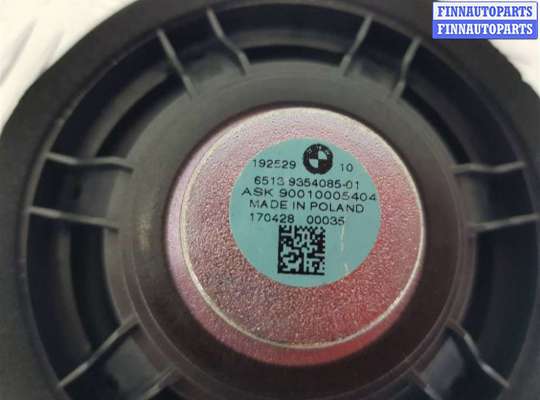 FINNAUTOPARTS
FINNAUTOPARTS
192529 10
6513 9354085-01
ASK 90010005404
MADE IN POLAND
170428 00035